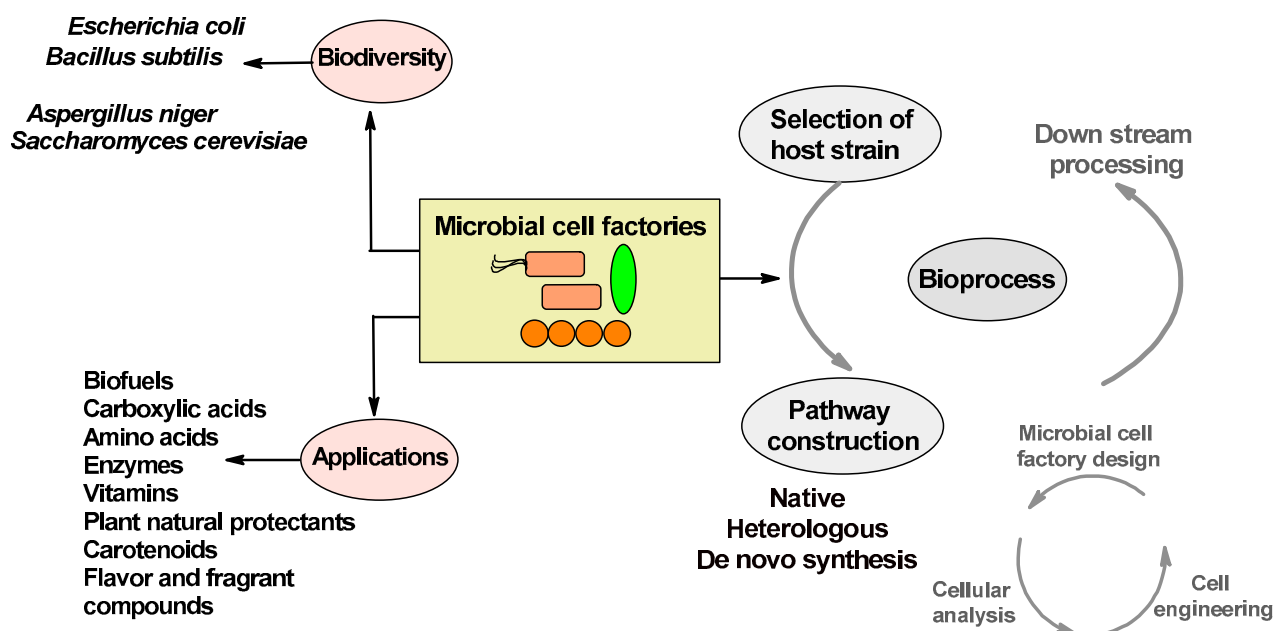 Escherichia coli
Bacillus subtilis
Aspergillus niger
Saccharomyces cerevisiae
Biodiversity
Microbial cell factories
Applications
Biofuels
Carboxylic acids
Amino acids
Enzymes
Vitamins
Plant natural protectants
Carotenoids
Flavor and fragrant
compounds
Selection of
host strain
Pathway
construction
Native
Heterologous
De novo synthesis
Bioprocess
Down stream
processing
Microbial cell
factory design
Cellular
analysis
Cell
engineering